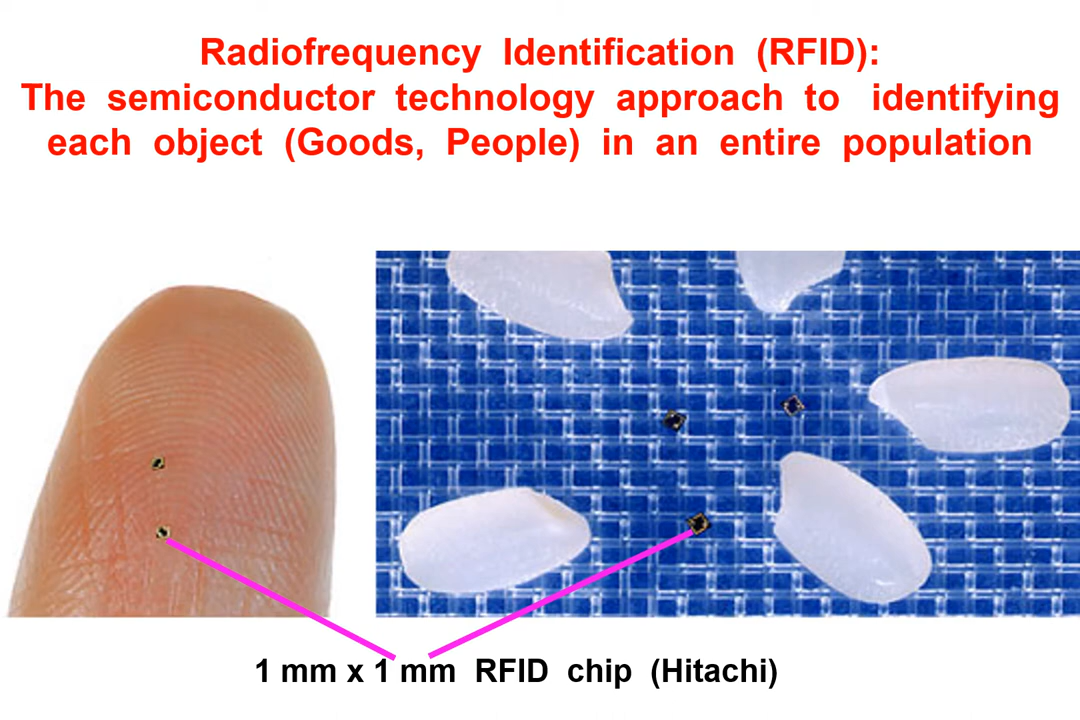 Radiofrequency Identification (RFID):
The semiconductor technology approach to identifying
each object (Goods, People) in an entire population
1 mm x 1 mm RFID chip (Hitachi)